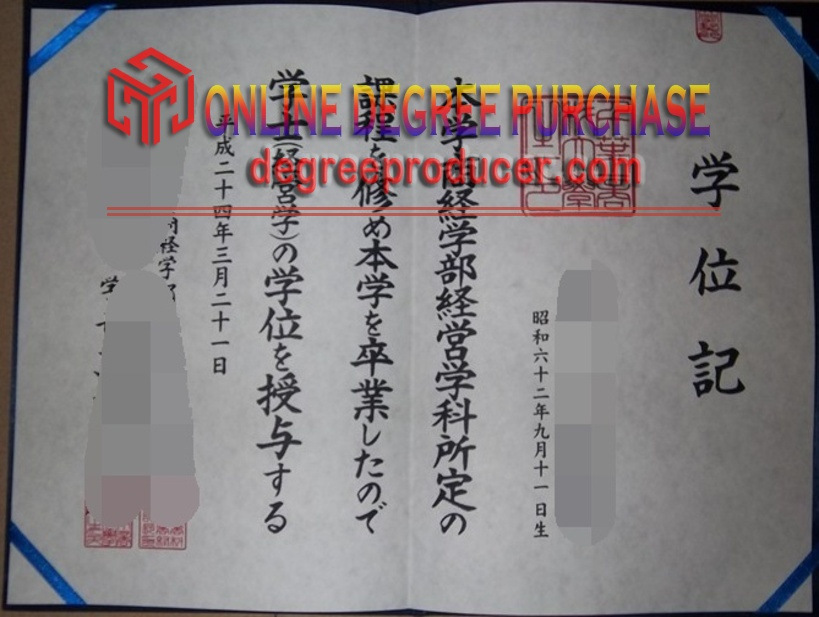 ONLINE DEGREE PURCHASE
degreeproducer.com
学位記
昭和六十二年九月十一日生
本学商経学部経営学科所定の
課程を修め本学を卒業したので
学士(経営学)の学位を授与する
平成二十四年三月二十一日